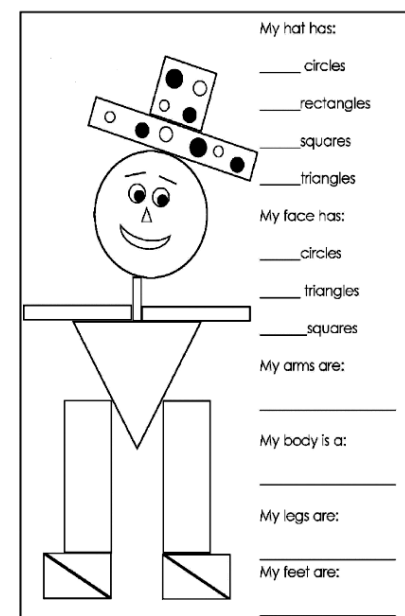 My hat has:
_____ circles
_____rectangles
_____squares
_____triangles
My face has:
_____circles
_____ triangles
______squares
My arms are:
My body is a:
My legs are:
My feet are: